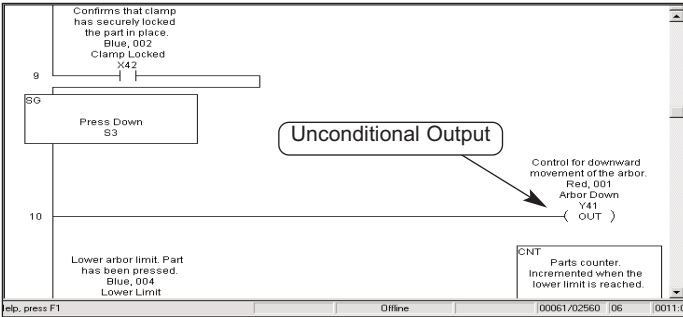 Confirms that clamp
has securely locked
the part in place.
Blue, 002
Clamp Locked
X42
9
SG
Press Down
S3
Unconditional Output
Control for downward
movement of the arbor.
Red, 001
Arbor Down
Y41
10
OUT
Lower arbor limit. Part
has been pressed.
Blue, 004
Lower Limit
CNT
Parts counter.
Incremented when the
lower limit is reached.
elp, press F1
Offline
00061/02560
06
0011:0